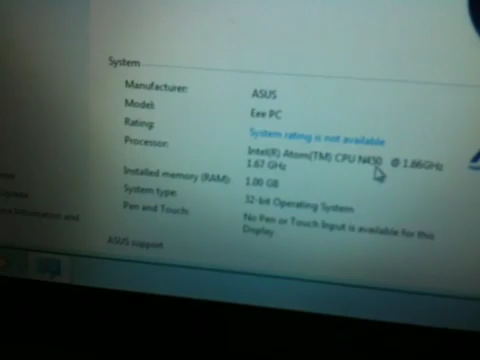 System
Manufacturer: ASUS
Model: Eee PC
Rating: System rating is not available
Processor: Intel(R) Atom(TM) CPU N450 @ 1.66GHz
1.67 GHz
Installed memory (RAM): 1.00 GB
System type: 32-bit Operating System
Pen and Touch: No Pen or Touch Input is available for this
Display
ASUS support
information and